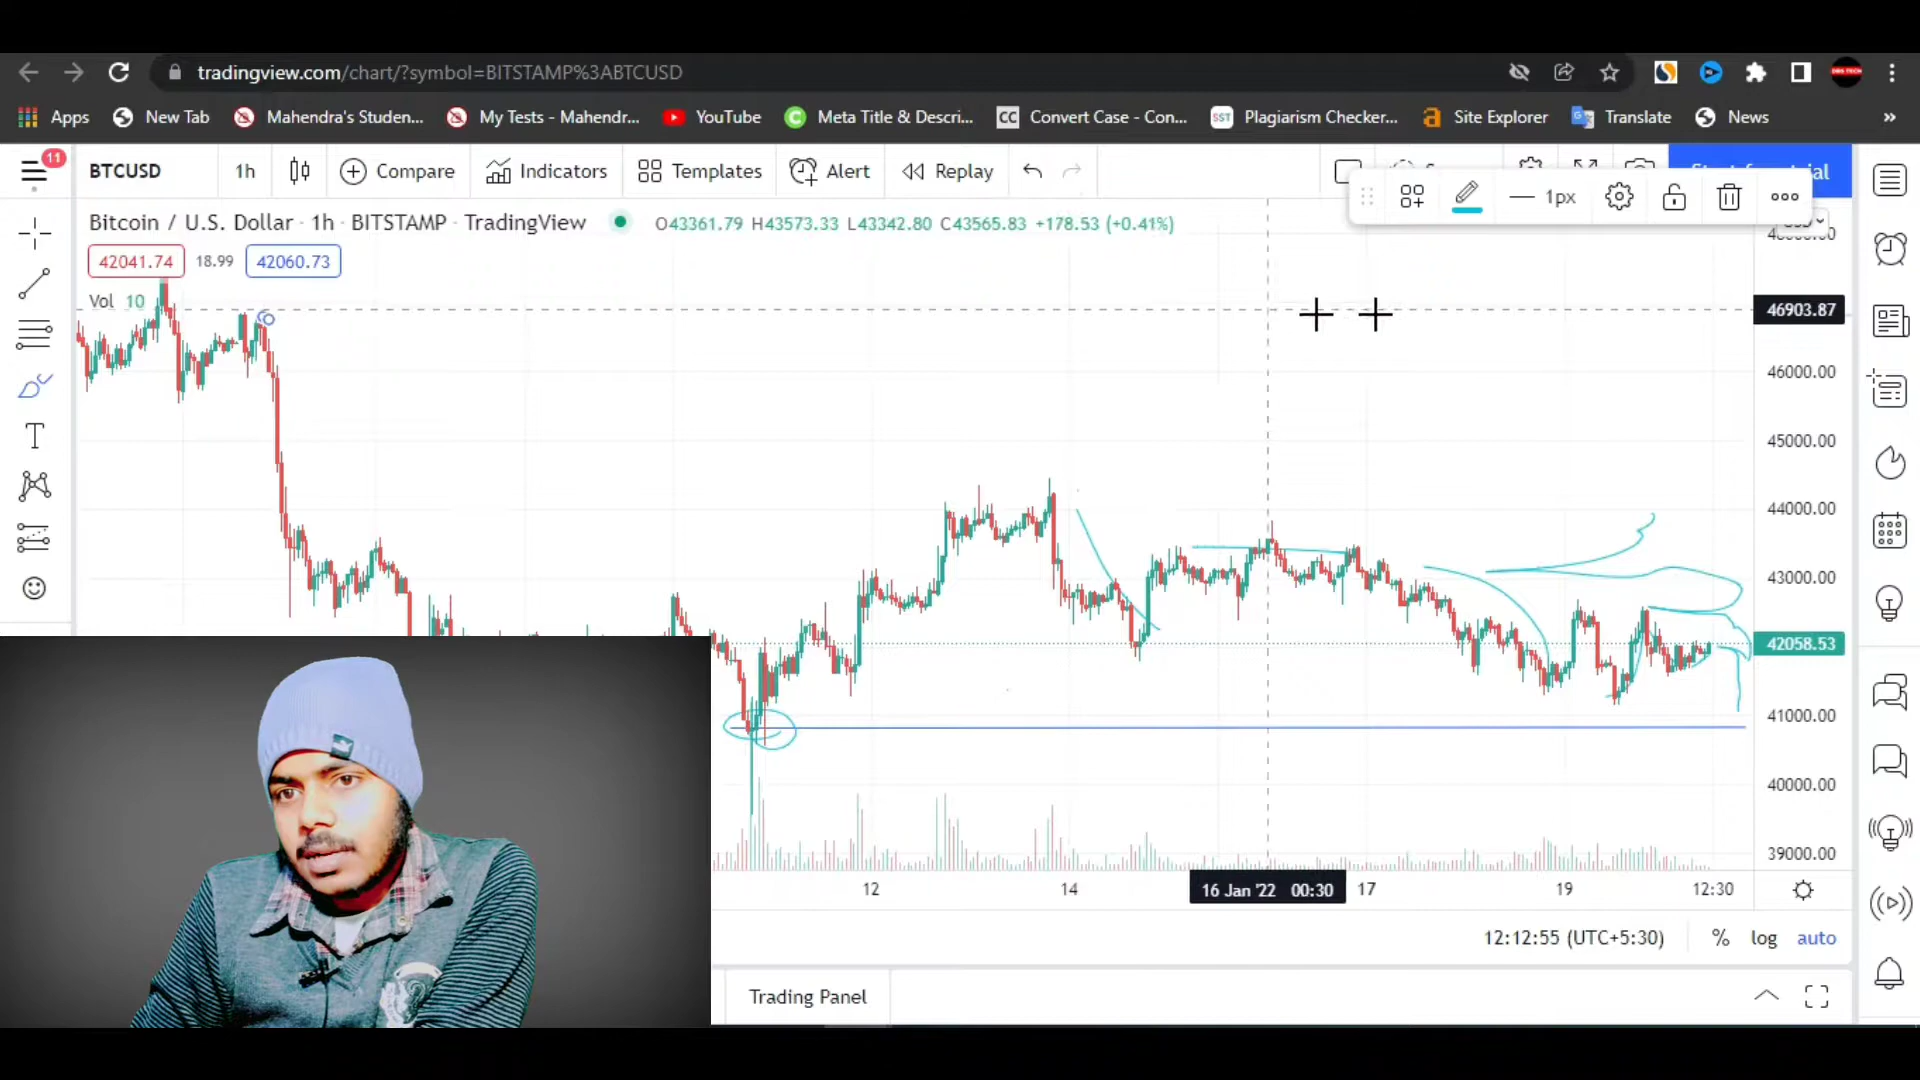 tradingview.com/chart/?symbol=BITSTAMP%3ABTCUSD
Apps New Tab Mahendra's Studen... My Tests - Mahendr... YouTube Meta Title & Descri... CC Convert Case - Con... SST Plagiarism Checker... Site Explorer Translate News »
11
BTCUSD 1h Compare Indicators Templates Alert Replay
1px
Bitcoin / U.S. Dollar · 1h · BITSTAMP · TradingView O43361.79 H43573.33 L43342.80 C43565.83 +178.53 (+0.41%)
42041.74 18.99 42060.73
Vol 10
46903.87
46000.00
45000.00
44000.00
43000.00
42058.53
41000.00
40000.00
39000.00
12 14 16 Jan '22 00:30 17 19 12:30
12:12:55 (UTC+5:30) % log auto
Trading Panel